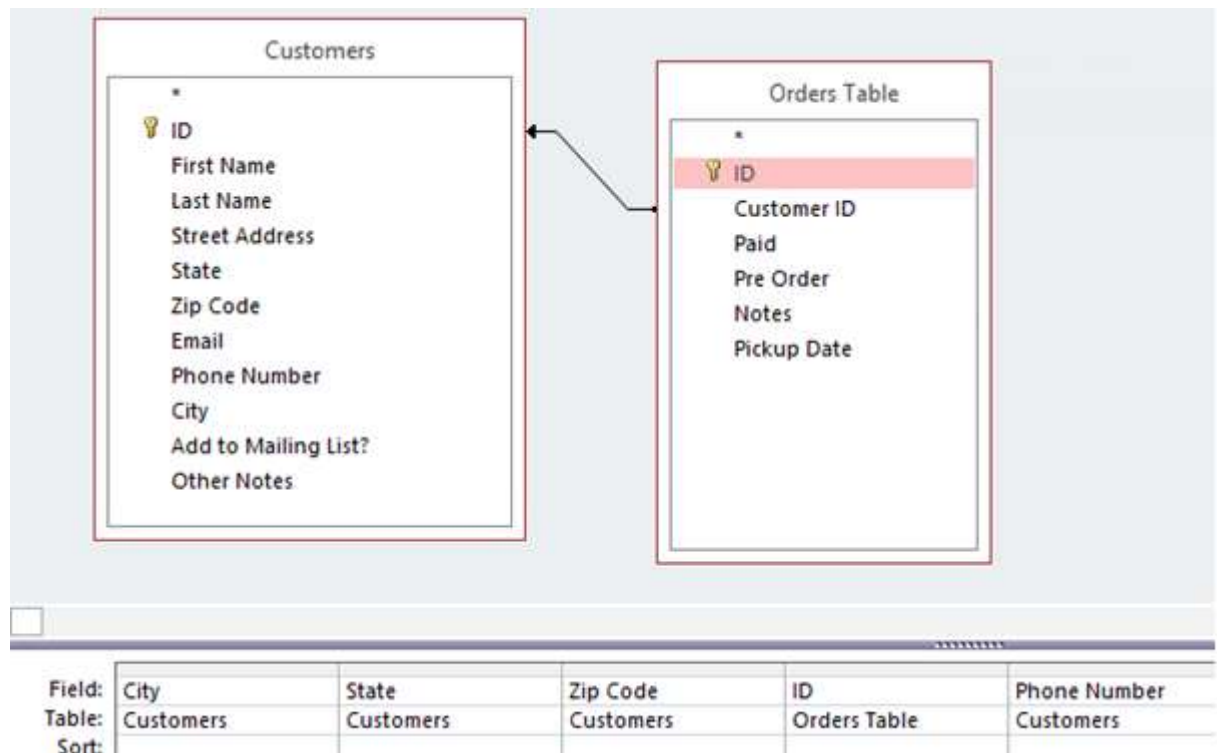 Customers
*
ID
First Name
Last Name
Street Address
State
Zip Code
Email
Phone Number
City
Add to Mailing List?
Other Notes
Orders Table
*
ID
Customer ID
Paid
Pre Order
Notes
Pickup Date
Field: City State Zip Code ID Phone Number
Table: Customers Customers Customers Orders Table Customers
Sort: